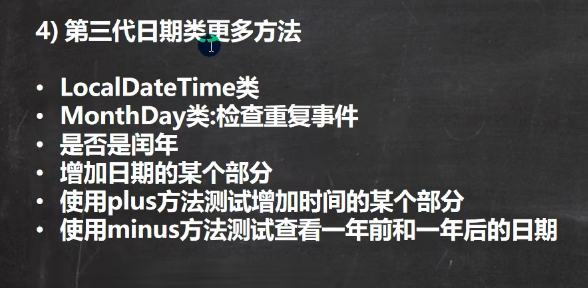 4) 第三代日期类更多方法
• LocalDateTime类
• MonthDay类:检查重复事件
• 是否是闰年
• 增加日期的某个部分
• 使用plus方法测试增加时间的某个部分
• 使用minus方法测试查看一年前和一年后的日期